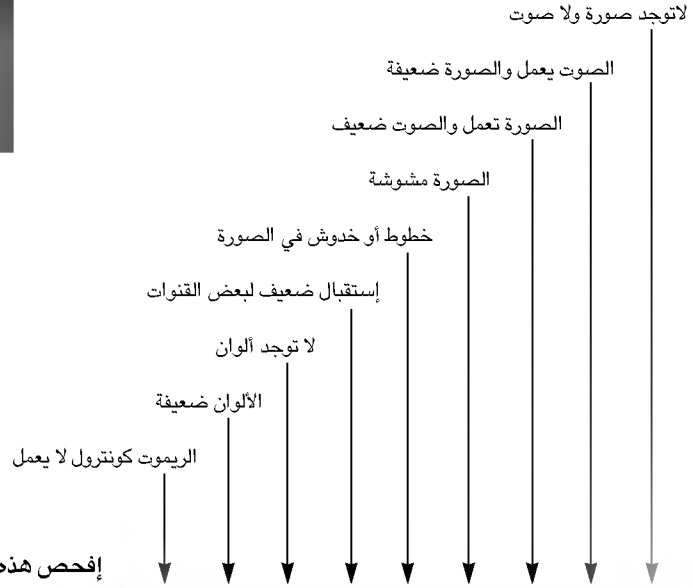 لاتوجد صورة ولا صوت
الصوت يعمل والصورة ضعيفة
الصورة تعمل والصوت ضعيف
الصورة مشوشة
خطوط أو خدوش في الصورة
إستقبال ضعيف لبعض القنوات
لا توجد ألوان
الألوان ضعيفة
الريموت كونترول لا يعمل
إفحص